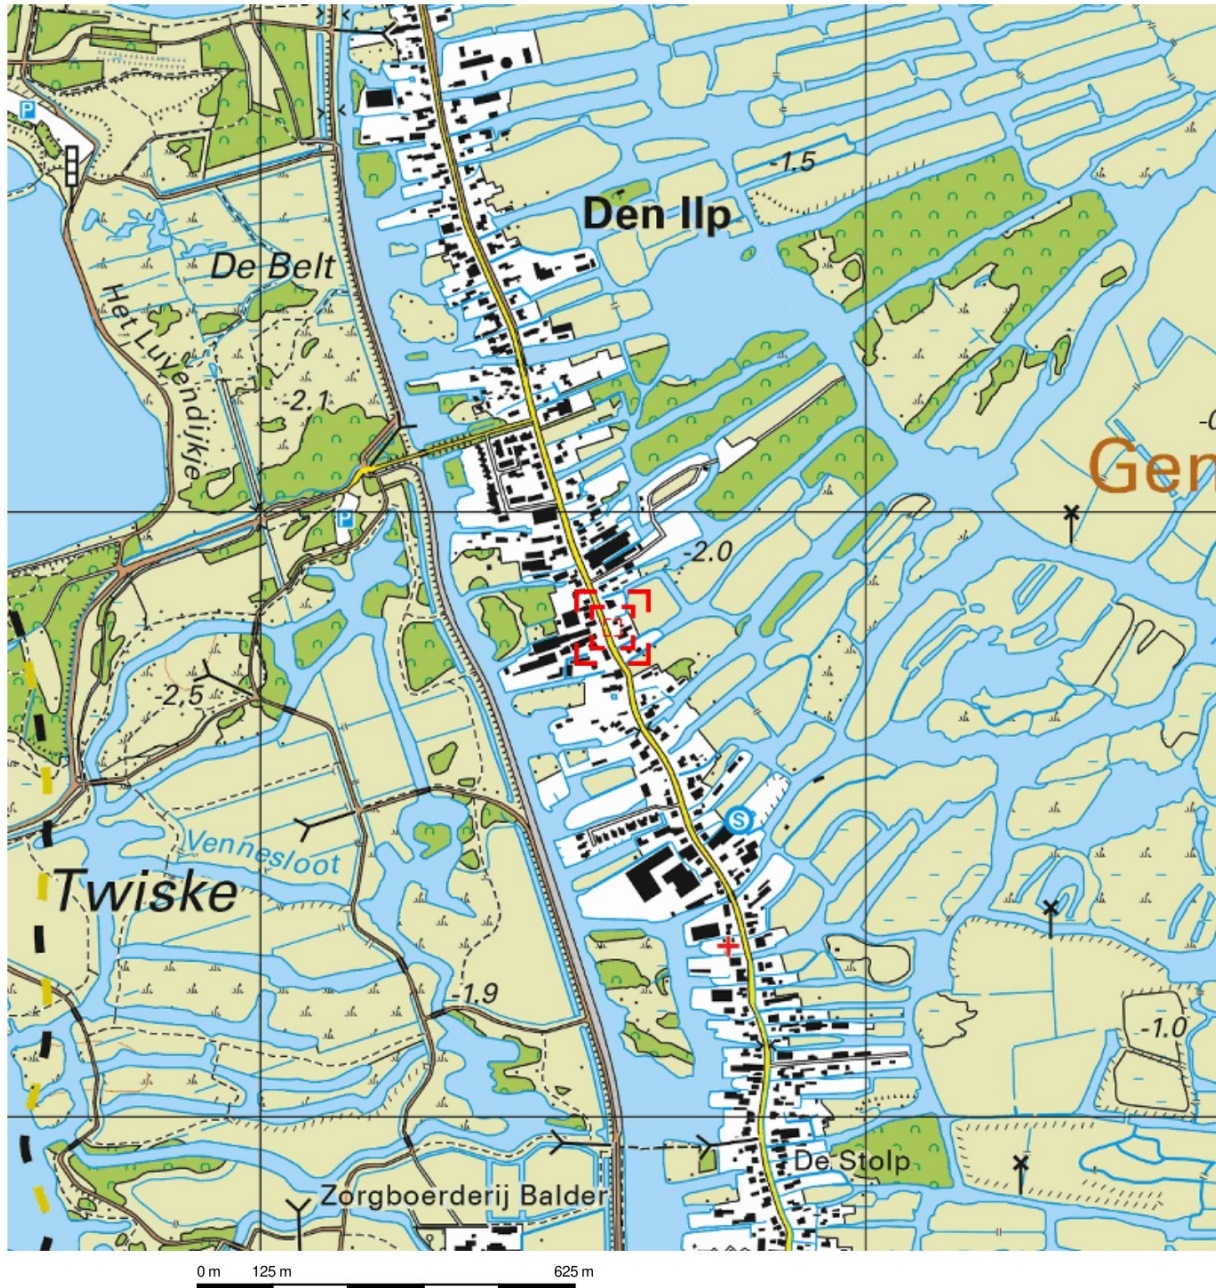 P
-1.5
Den Ilp
De Belt
Het Luyendijkje
-2.1
-0
Gen
P
-2.0
-2,5
S
Vennesloot
Twiske
-1.9
-1.0
De Stolp
Zorgboerderij Balder
0 m 125 m 625 m